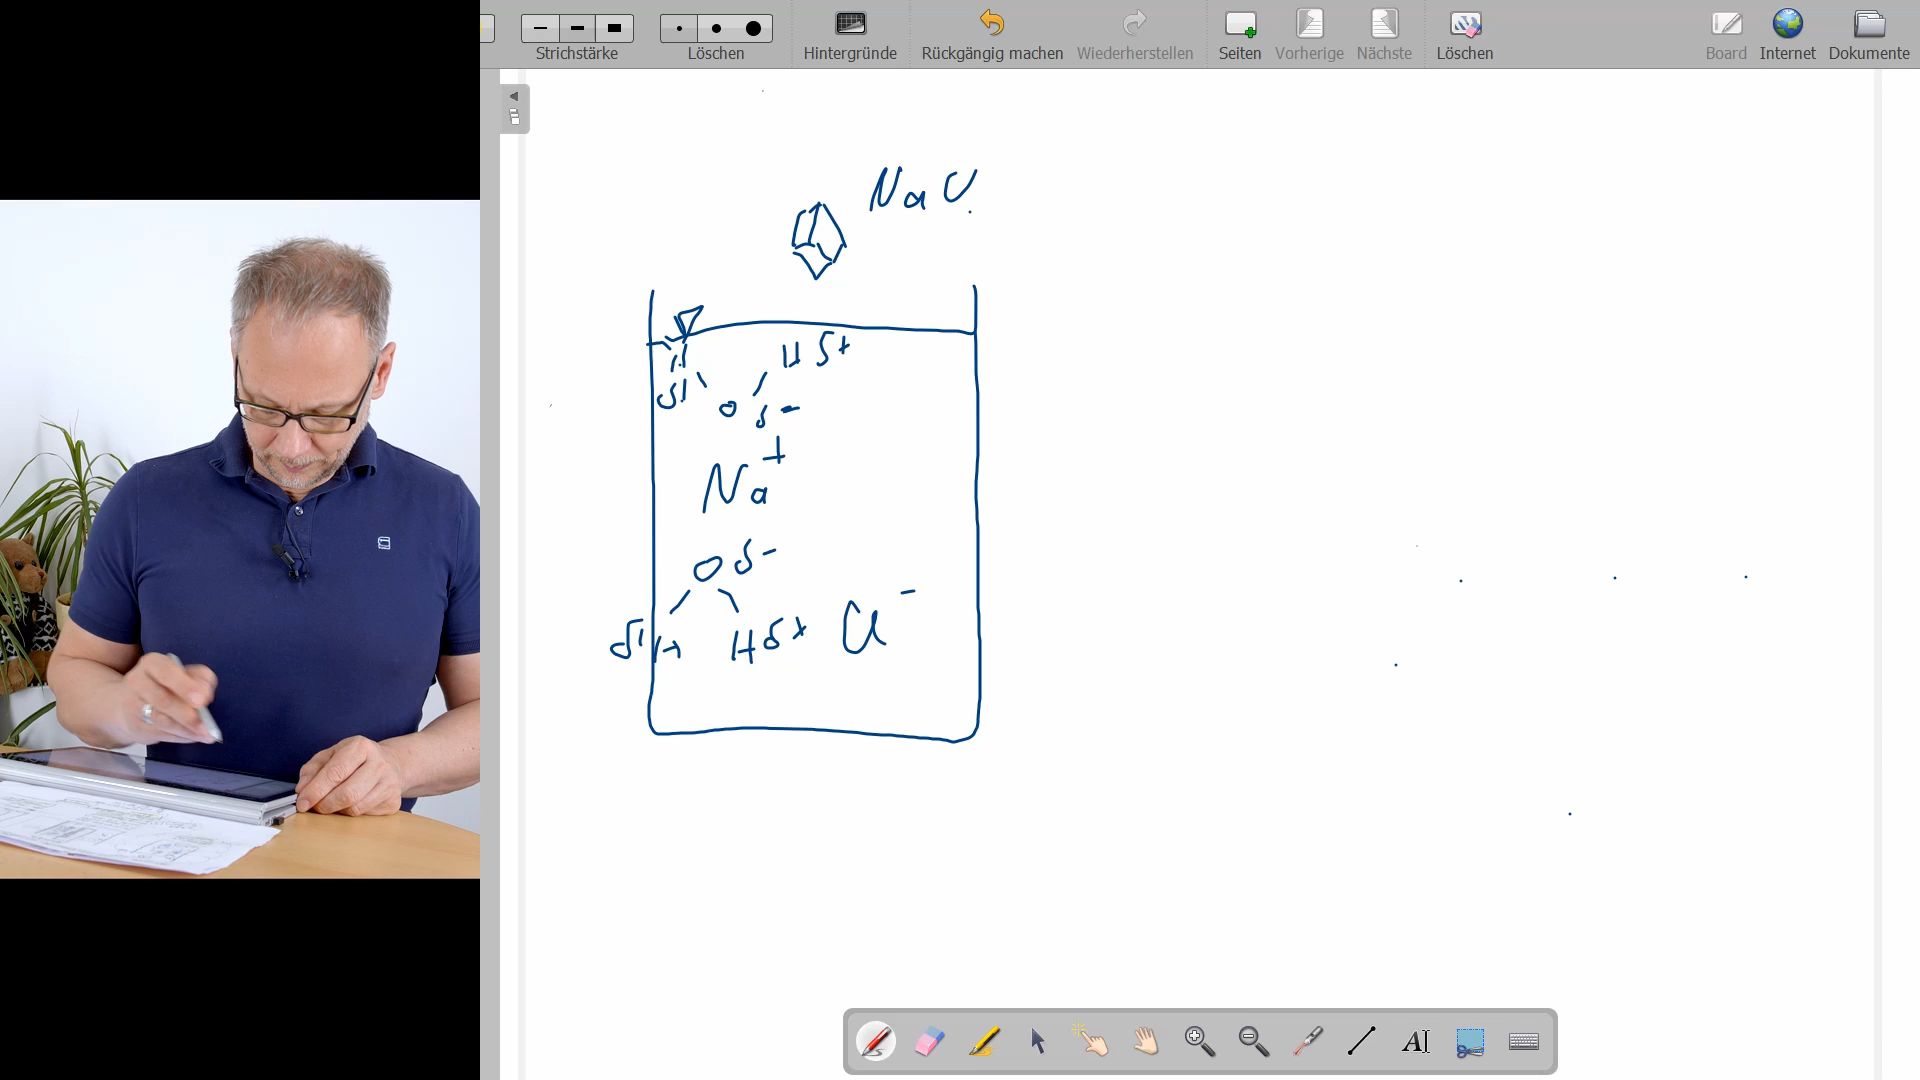 Strichstärke Löschen Hintergründe Rückgängig machen Wiederherstellen Seiten Vorherige Nächste Löschen Board Internet Dokumente
NaCl
H H δ+
δ+
O δ-
Na+
O δ-
δ+ H H δ+ Cl-